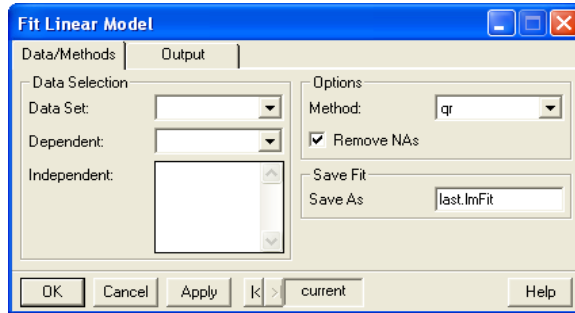 Fit Linear Model
Data/Methods Output
Data Selection
Data Set:
Dependent:
Independent:
Options
Method: qr
Remove NAs
Save Fit
Save As last.lmFit
OK Cancel Apply current Help